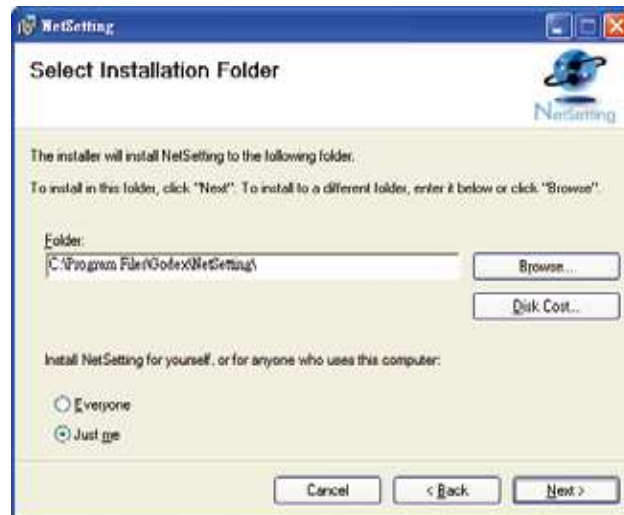 NetSetting
Select Installation Folder
NetSetting
The installer will install NetSetting to the following folder.
To install in this folder, click "Next". To install to a different folder, enter it below or click "Browse".
Folder:
C:\Program Files\Godex\NetSetting\
Browse...
Disk Cost...
Install NetSetting for yourself, or for anyone who uses this computer:
Everyone
Just me
Cancel
< Back
Next >